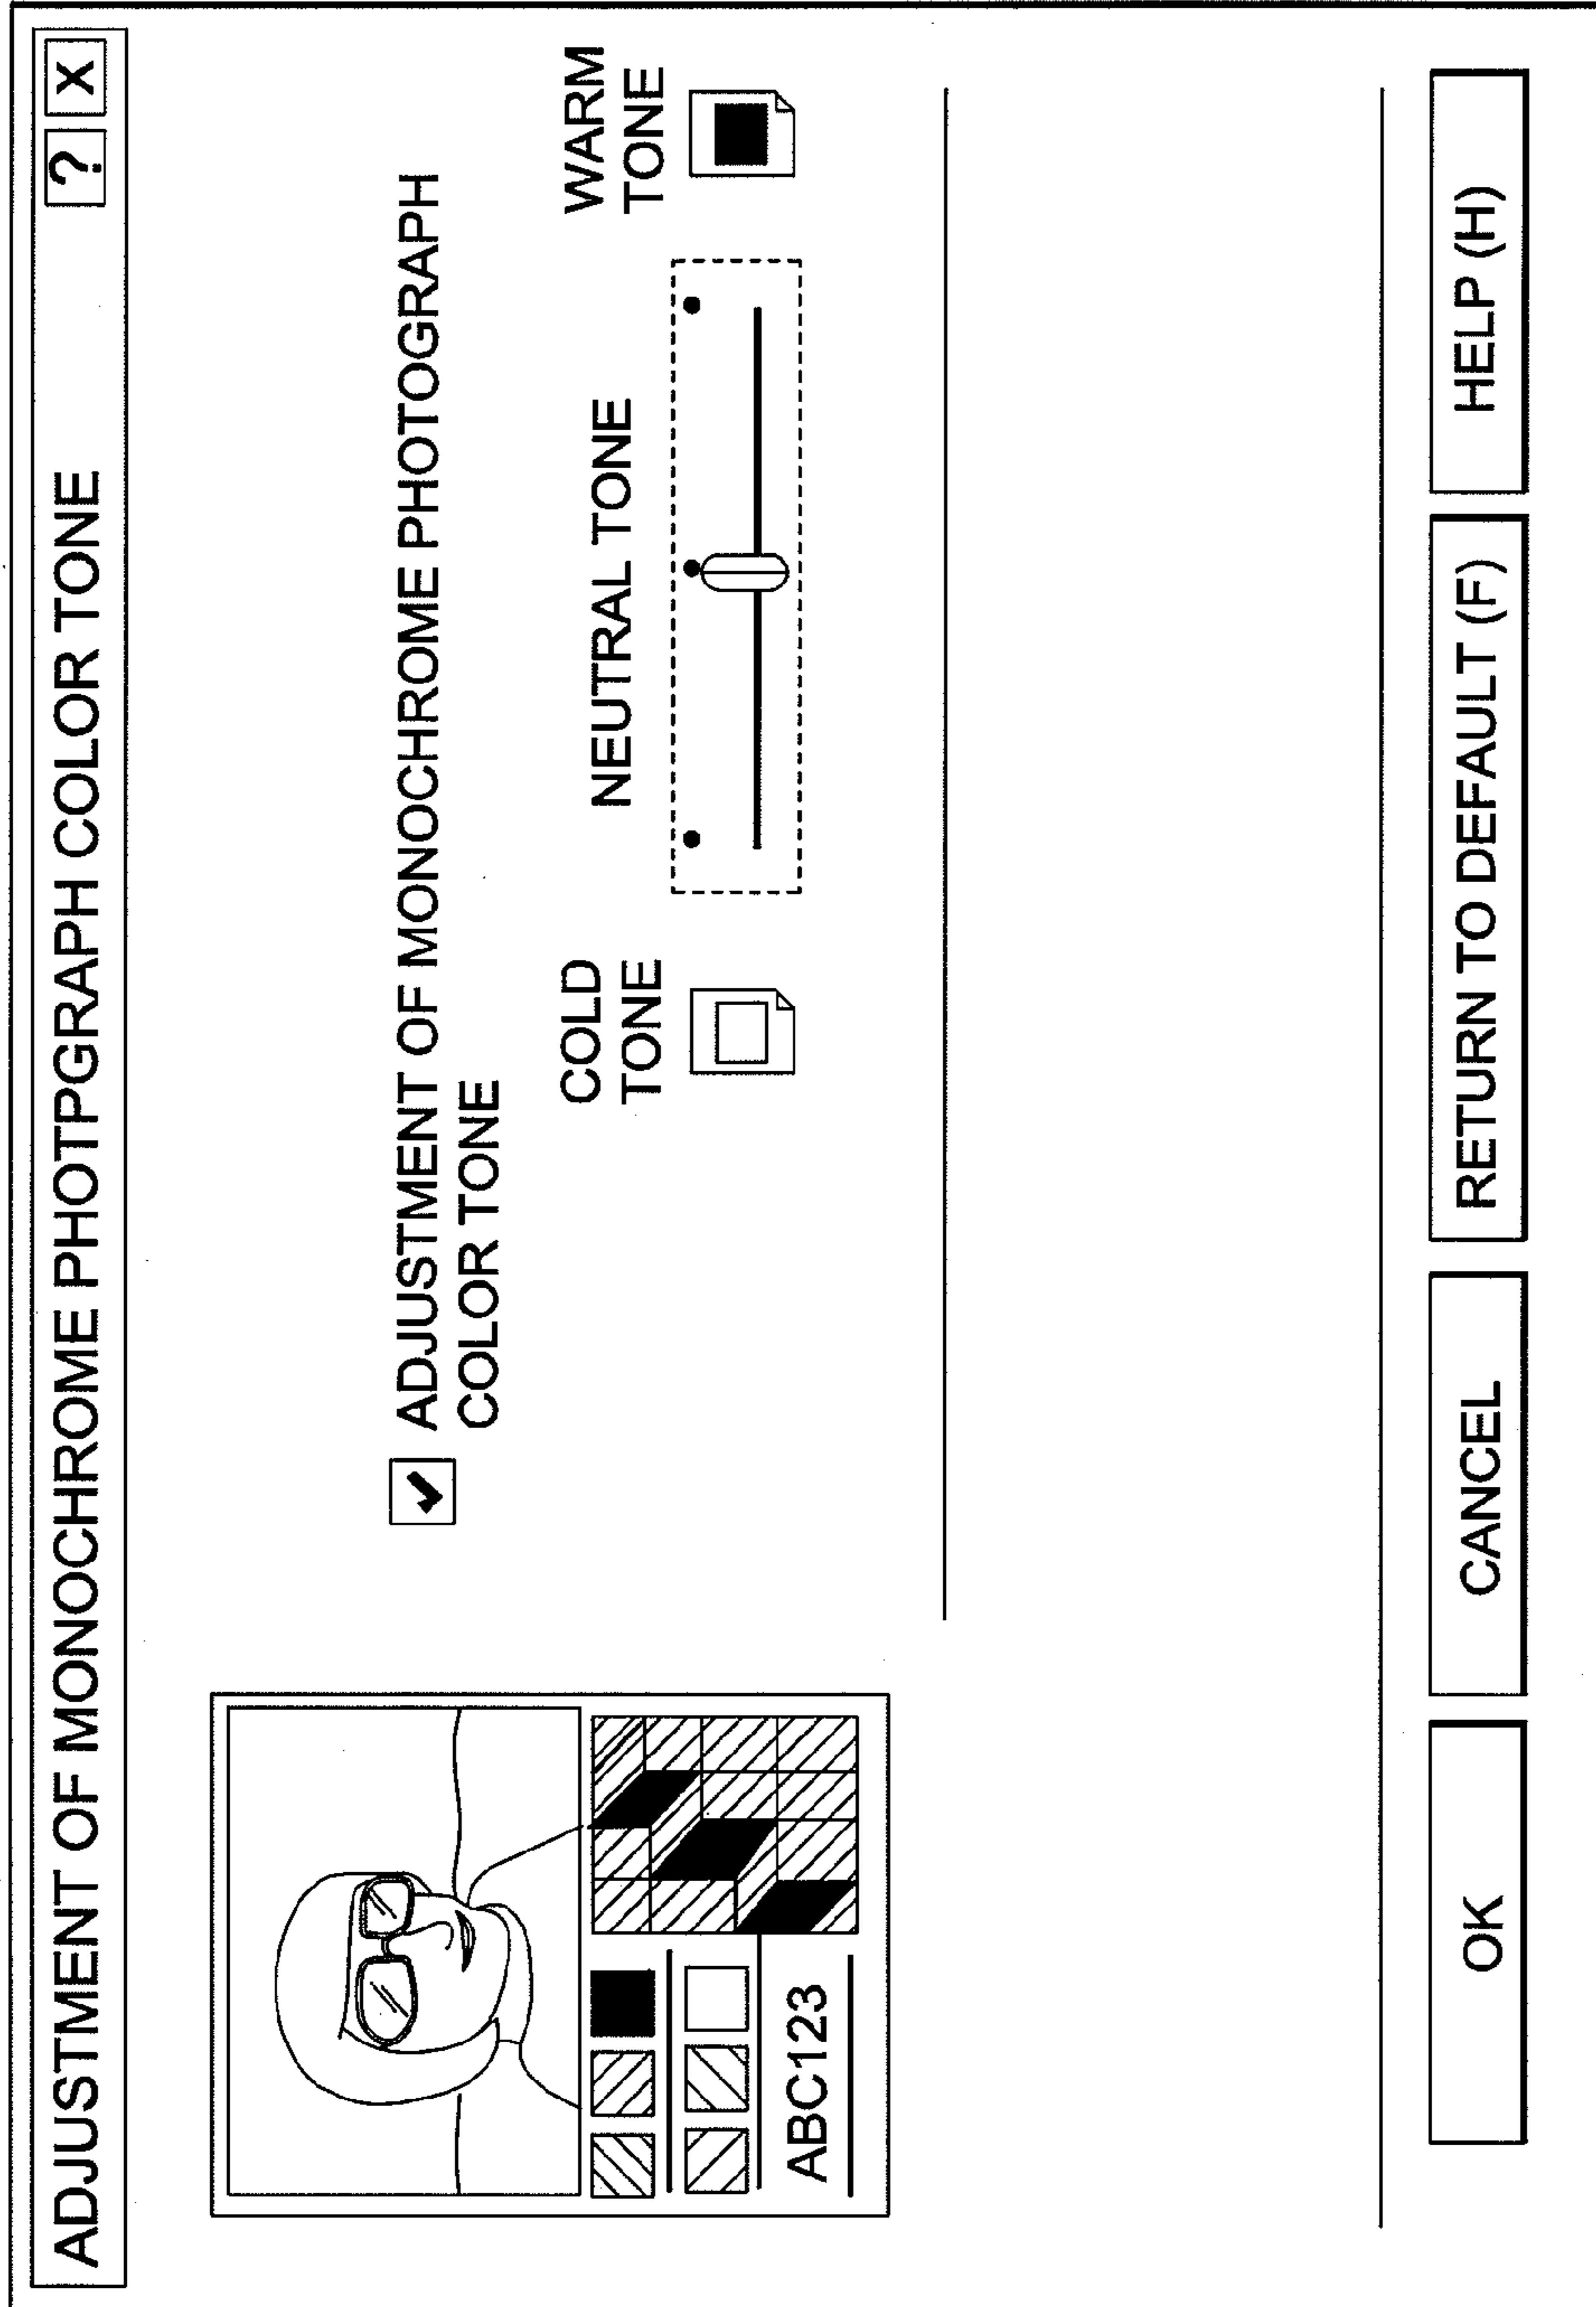 ADJUSTMENT OF MONOCHROME PHOTPGRAPH COLOR TONE ? X
ADJUSTMENT OF MONOCHROME PHOTOGRAPH
COLOR TONE
COLD
TONE
NEUTRAL TONE
WARM
TONE
ABC123
OK
CANCEL
RETURN TO DEFAULT (F)
HELP (H)